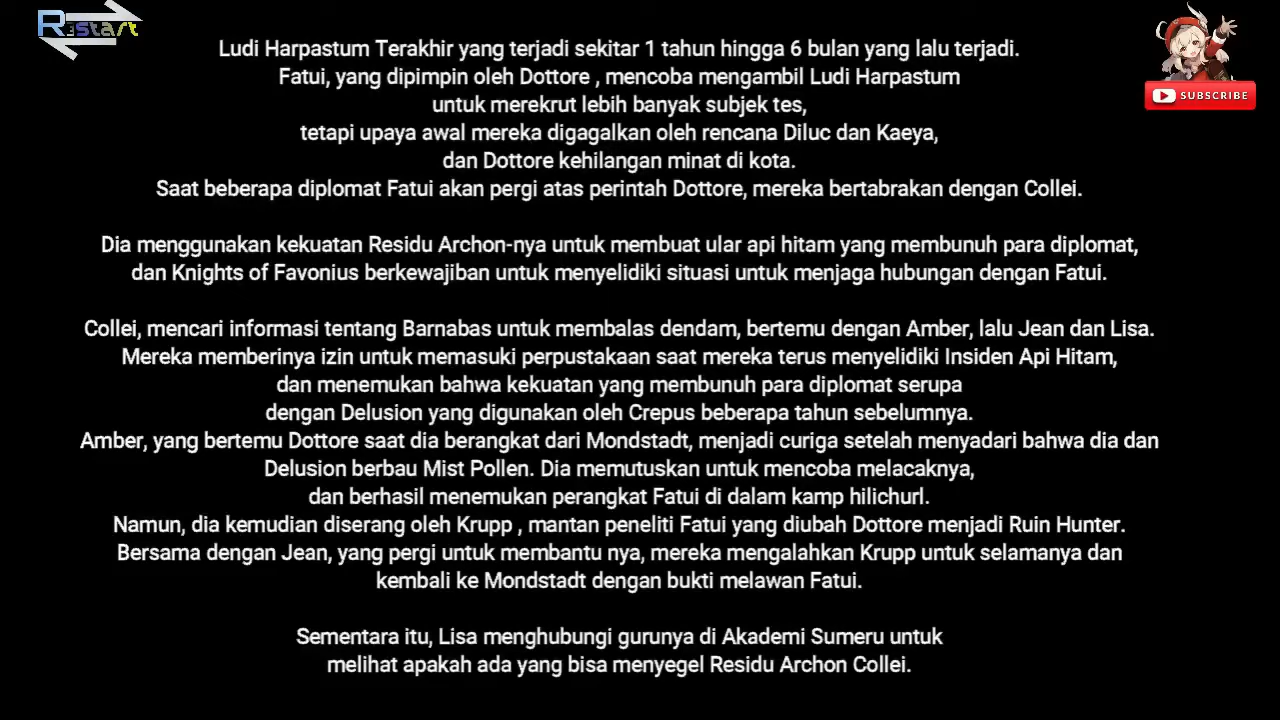 R3start
SUBSCRIBE
Ludi Harpastum Terakhir yang terjadi sekitar 1 tahun hingga 6 bulan yang lalu terjadi.
Fatui, yang dipimpin oleh Dottore , mencoba mengambil Ludi Harpastum
untuk merekrut lebih banyak subjek tes,
tetapi upaya awal mereka digagalkan oleh rencana Diluc dan Kaeya,
dan Dottore kehilangan minat di kota.
Saat beberapa diplomat Fatui akan pergi atas perintah Dottore, mereka bertabrakan dengan Collei.
Dia menggunakan kekuatan Residu Archon-nya untuk membuat ular api hitam yang membunuh para diplomat,
dan Knights of Favonius berkewajiban untuk menyelidiki situasi untuk menjaga hubungan dengan Fatui.
Collei, mencari informasi tentang Barnabas untuk membalas dendam, bertemu dengan Amber, lalu Jean dan Lisa.
Mereka memberinya izin untuk memasuki perpustakaan saat mereka terus menyelidiki Insiden Api Hitam,
dan menemukan bahwa kekuatan yang membunuh para diplomat serupa
dengan Delusion yang digunakan oleh Crepus beberapa tahun sebelumnya.
Amber, yang bertemu Dottore saat dia berangkat dari Mondstadt, menjadi curiga setelah menyadari bahwa dia dan
Delusion berbau Mist Pollen. Dia memutuskan untuk mencoba melacaknya,
dan berhasil menemukan perangkat Fatui di dalam kamp hilichurl.
Namun, dia kemudian diserang oleh Krupp , mantan peneliti Fatui yang diubah Dottore menjadi Ruin Hunter.
Bersama dengan Jean, yang pergi untuk membantu nya, mereka mengalahkan Krupp untuk selamanya dan
kembali ke Mondstadt dengan bukti melawan Fatui.
Sementara itu, Lisa menghubungi gurunya di Akademi Sumeru untuk
melihat apakah ada yang bisa menyegel Residu Archon Collei.